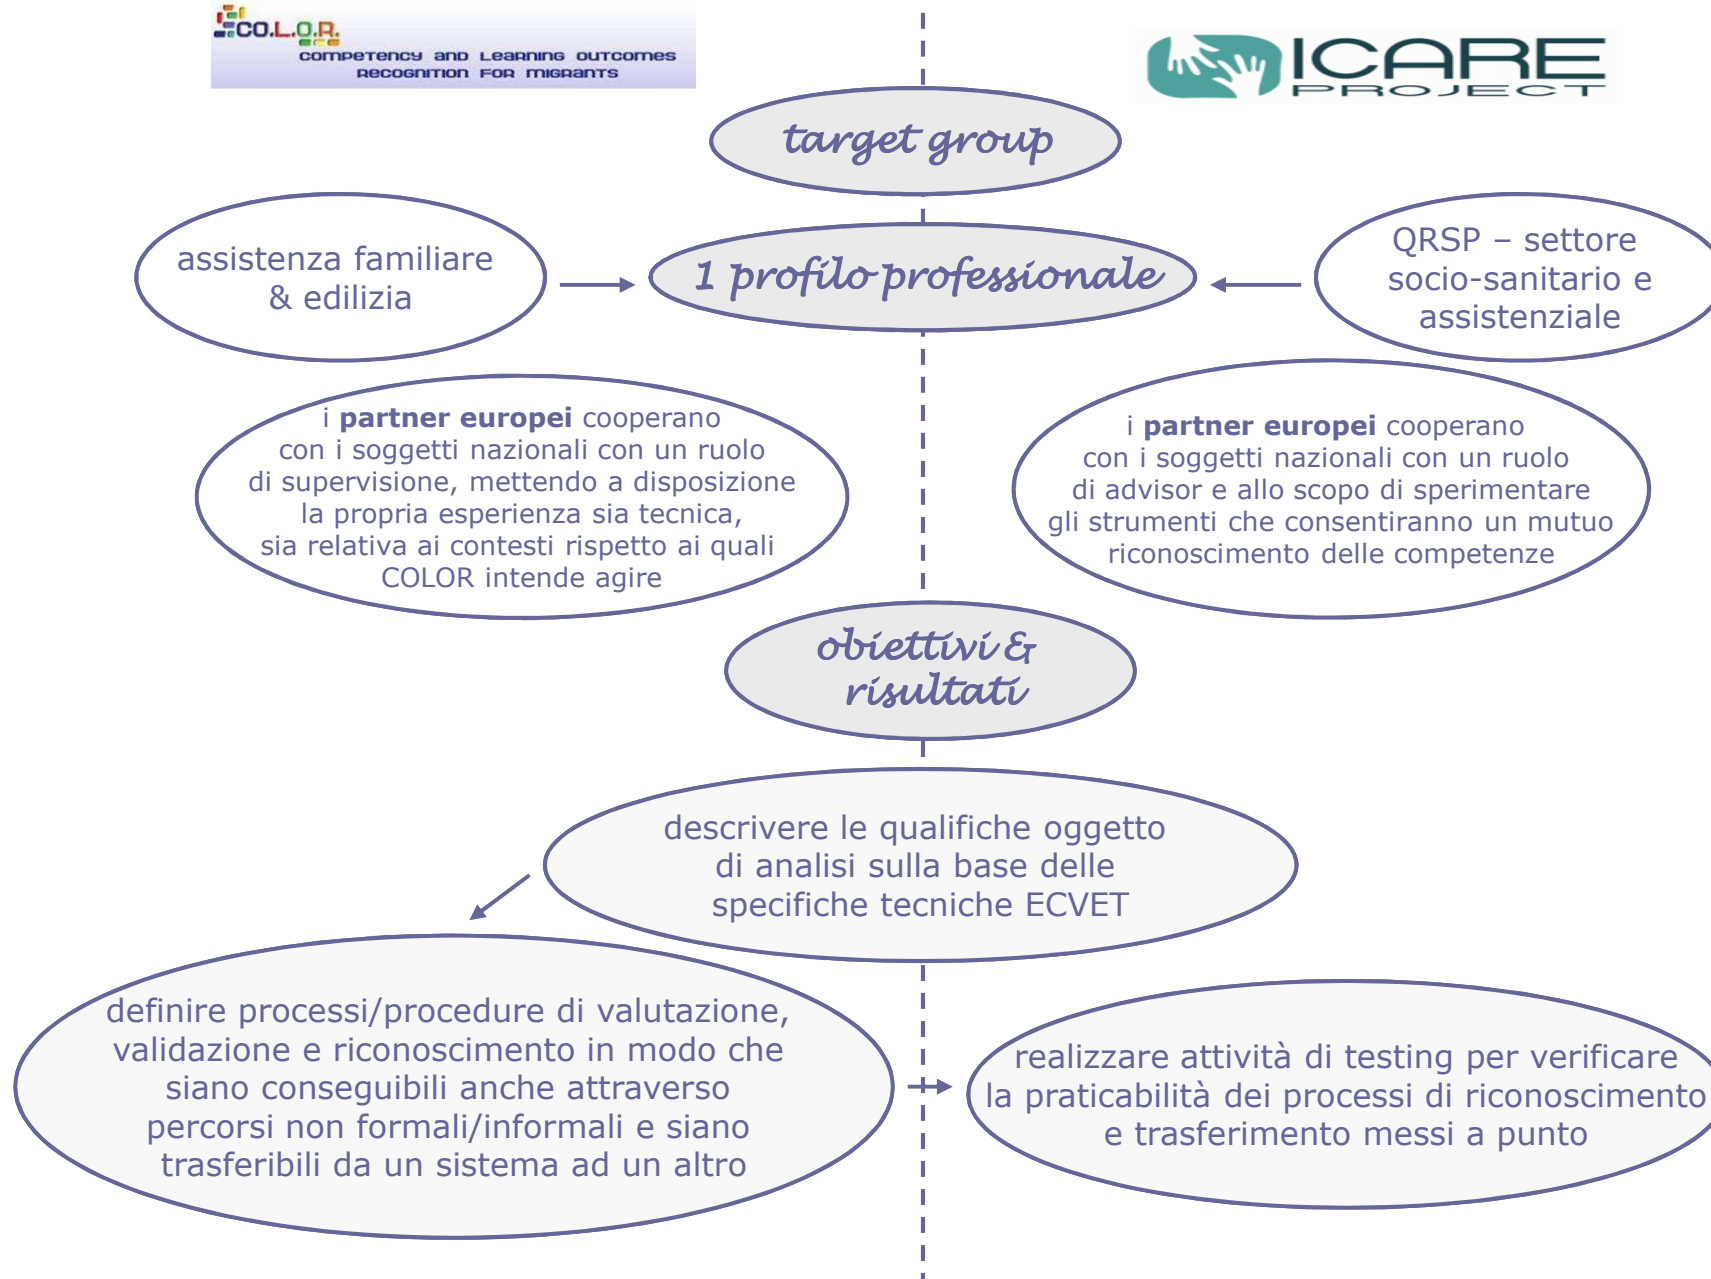 CO.L.O.R.
COMPETENCY AND LEARNING OUTCOMES
RECOGNITION FOR MIGRANTS
ICARE
PROJECT
target group
assistenza familiare
& edilizia
1 profilo professionale
QRSP – settore
socio-sanitario e
assistenziale
i partner europei cooperano
con i soggetti nazionali con un ruolo
di supervisione, mettendo a disposizione
la propria esperienza sia tecnica,
sia relativa ai contesti rispetto ai quali
COLOR intende agire
i partner europei cooperano
con i soggetti nazionali con un ruolo
di advisor e allo scopo di sperimentare
gli strumenti che consentiranno un mutuo
riconoscimento delle competenze
obiettivi &
risultati
descrivere le qualifiche oggetto
di analisi sulla base delle
specifiche tecniche ECVET
definire processi/procedure di valutazione,
validazione e riconoscimento in modo che
siano conseguibili anche attraverso
percorsi non formali/informali e siano
trasferibili da un sistema ad un altro
realizzare attività di testing per verificare
la praticabilità dei processi di riconoscimento
e trasferimento messi a punto